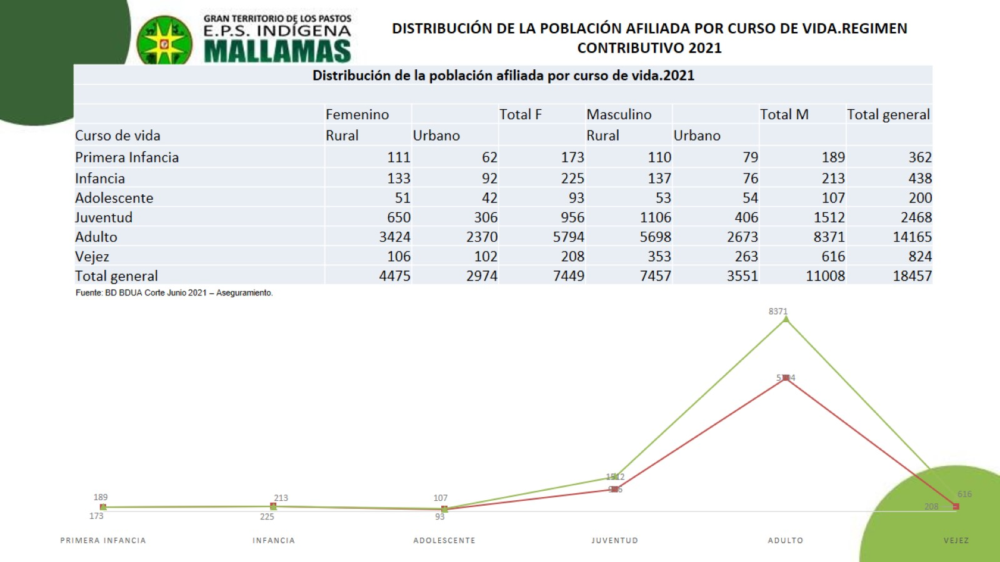 GRAN TERRITORIO DE LOS PASTOS
E.P.S. INDÍGENA
MALLAMAS
DISTRIBUCIÓN DE LA POBLACIÓN AFILIADA POR CURSO DE VIDA.REGIMEN
CONTRIBUTIVO 2021
Distribución de la población afiliada por curso de vida.2021
Femenino Total F Masculino Total M Total general
Curso de vida Rural Urbano Rural Urbano
Primera Infancia 111 62 173 110 79 189 362
Infancia 133 92 225 137 76 213 438
Adolescente 51 42 93 53 54 107 200
Juventud 650 306 956 1106 406 1512 2468
Adulto 3424 2370 5794 5698 2673 8371 14165
Vejez 106 102 208 353 263 616 824
Total general 4475 2974 7449 7457 3551 11008 18457
Fuente: BD BDUA Corte Junio 2021 – Aseguramiento.
8371
5794
1512
956
189 213 107 616
208
173 225 93
PRIMERA INFANCIA INFANCIA ADOLESCENTE JUVENTUD ADULTO VEJEZ